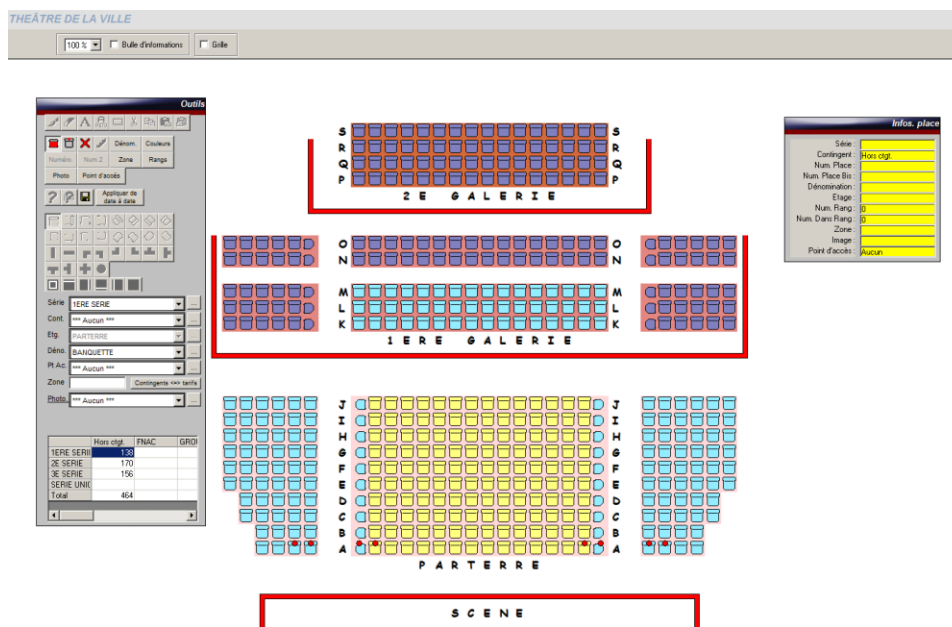 THEÂTRE DE LA VILLE
100 % Bulle d'informations Grille
Outils
Dénom. Couleurs
Numéro. Num.2 Zone Rangs
Photo Point d'accés
Appliquer de
date à date
Série 1ERE SERIE ...
Cont. *** Aucun *** ...
Etg. PARTERRE ...
Déno. BANQUETTE ...
Pt Ac. *** Aucun *** ...
Zone Contingents <=> tarifs
Photo. *** Aucun *** ...
Hors ctgt. FNAC GROI
1ERE SERII 138
2E SERIE 170
3E SERIE 156
SERIE UNI(
Total 464
S S
R R
Q Q
P P
2E GALERIE
O O
N N
M M
L L
K K
1ERE GALERIE
J J
I I
H H
G G
F F
E E
D D
C C
B B
A A
PARTERRE
SCENE
Infos. place
Série :
Contingent : Hors ctgt.
Num. Place :
Num. Place Bis :
Dénomination :
Etage :
Num. Rang : 0
Num. Dans Rang : 0
Zone :
Image :
Point d'accès : Aucun